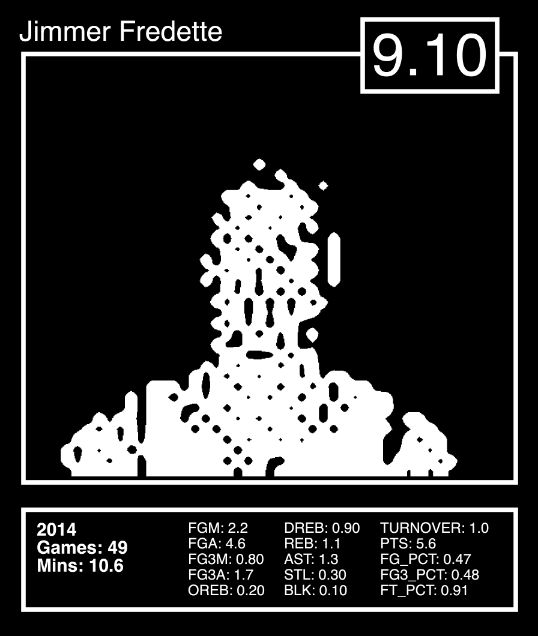 Jimmer Fredette
9.10
2014
Games: 49
Mins: 10.6
FGM: 2.2
FGA: 4.6
FG3M: 0.80
FG3A: 1.7
OREB: 0.20
DREB: 0.90
REB: 1.1
AST: 1.3
STL: 0.30
BLK: 0.10
TURNOVER: 1.0
PTS: 5.6
FG_PCT: 0.47
FG3_PCT: 0.48
FT_PCT: 0.91